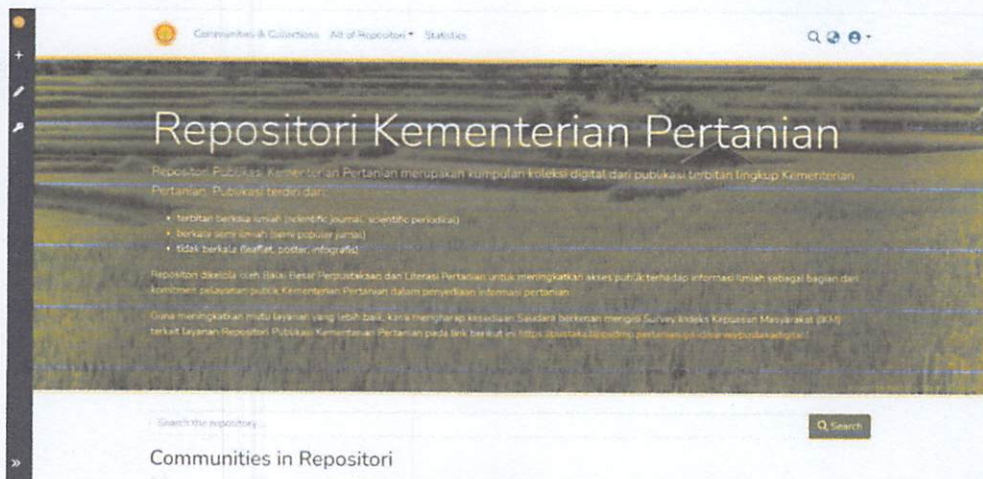 Communities & Collections All of Repositori Statistics
Repositori Kementerian Pertanian
Repositori Publikasi Kementerian Pertanian merupakan kumpulan koleksi digital dari publikasi terbitan lingkup Kementerian
Pertanian. Publikasi terdiri dari:
terbitan berkala ilmiah (scientific journal, scientific periodical)
berkala semi ilmiah (semi popular jurnal)
tidak berkala (leaflet, poster, infografis)
Repositori dikelola oleh Balai Besar Perpustakaan dan Literasi Pertanian untuk meningkatkan akses publik terhadap informasi ilmiah sebagai bagian dari
komitmen pelayanan publik Kementerian Pertanian dalam penyediaan informasi pertanian
Guna meningkatkan mutu layanan yang lebih baik, kami mengharap kesediaan Saudara berkenan mengisi Survey Indeks Kepuasan Masyarakat (IKM)
terkait layanan Repositori Publikasi Kementerian Pertanian pada link berikut ini
Search the repository ...
Search
Communities in Repositori